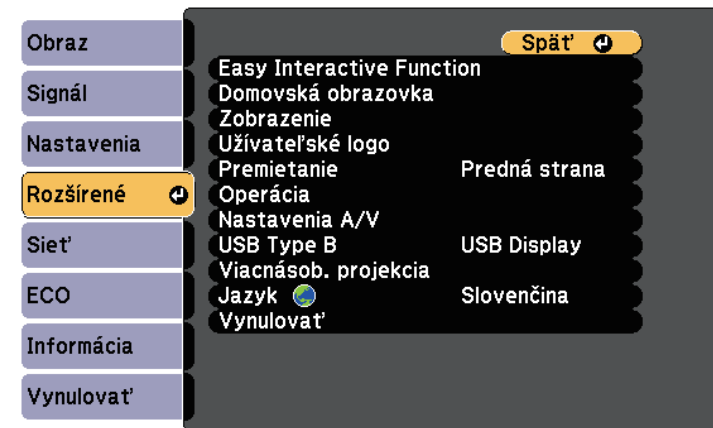 Obraz
Signál
Nastavenia
Rozšírené
Sieť
ECO
Informácia
Vynulovať
Späť
Easy Interactive Function
Domovská obrazovka
Zobrazenie
Užívateľské logo
Premietanie Predná strana
Operácia
Nastavenia A/V
USB Type B USB Display
Viacnásob. projekcia
Jazyk Slovenčina
Vynulovať